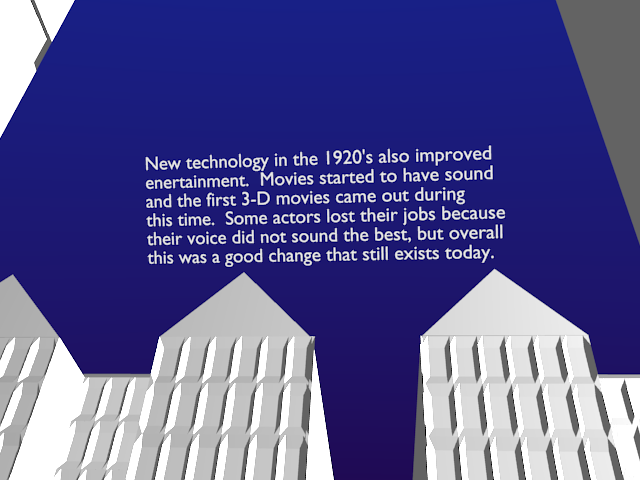 New technology in the 1920's also improved
enertainment.  Movies started to have sound
and the first 3-D movies came out during
this time.  Some actors lost their jobs because
their voice did not sound the best, but overall
this was a good change that still exists today.